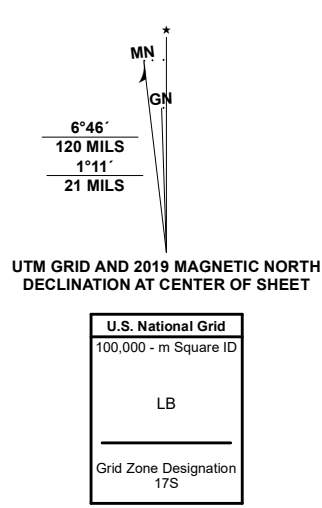 ★
MN
GN
6°46´
120 MILS
1°11´
21 MILS
UTM GRID AND 2019 MAGNETIC NORTH
DECLINATION AT CENTER OF SHEET
U.S. National Grid
100,000 - m Square ID
LB
Grid Zone Designation
17S